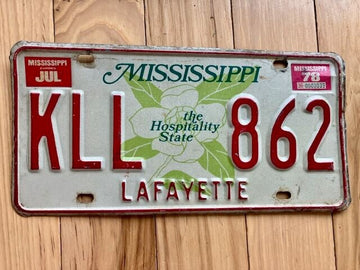 MISSISSIPPI
JUL
MISSISSIPPI
78
KLL 862
the
Hospitality
State
LAFAYETTE